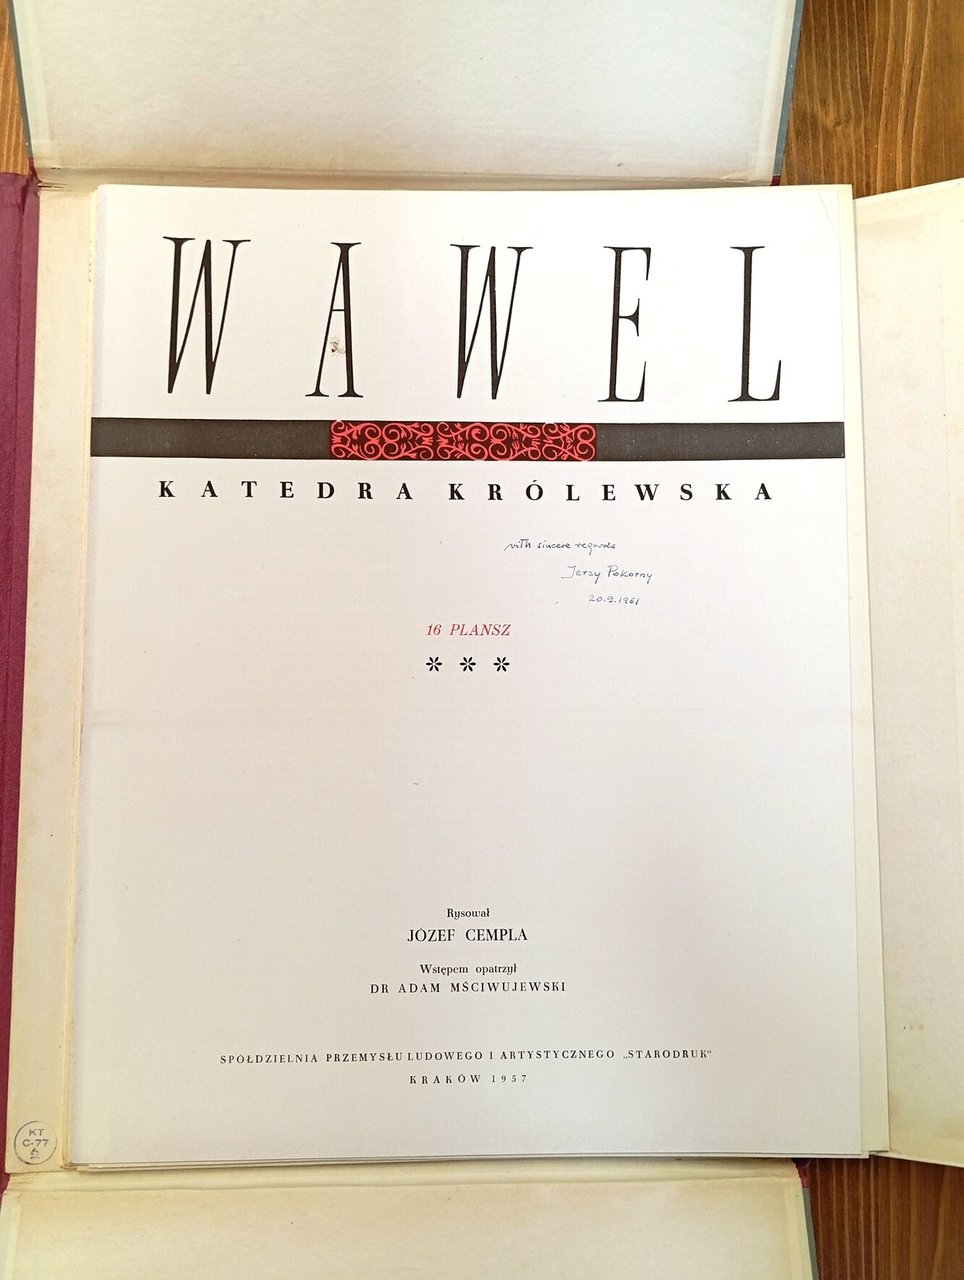 WAWEL
KATEDRA KRÓLEWSKA
with sincere regards
Jerzy Pokorny
20.9.1961
16 PLANSZ
Rysował
JÓZEF CEMPLA
Wstępem opatrzył
DR ADAM MŚCIWUJEWSKI
SPÓŁDZIELNIA PRZEMYSŁU LUDOWEGO I ARTYSTYCZNEGO „STARODRUK“
KRAKÓW 1957
KT
C-77